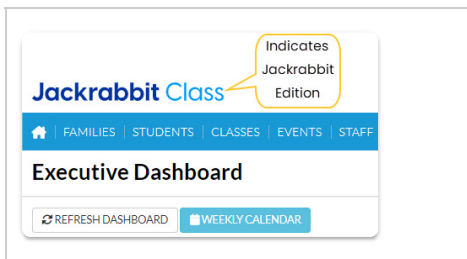 Indicates
Jackrabbit
Edition
Jackrabbit Class
FAMILIES | STUDENTS | CLASSES | EVENTS | STAFF
Executive Dashboard
REFRESH DASHBOARD WEEKLY CALENDAR